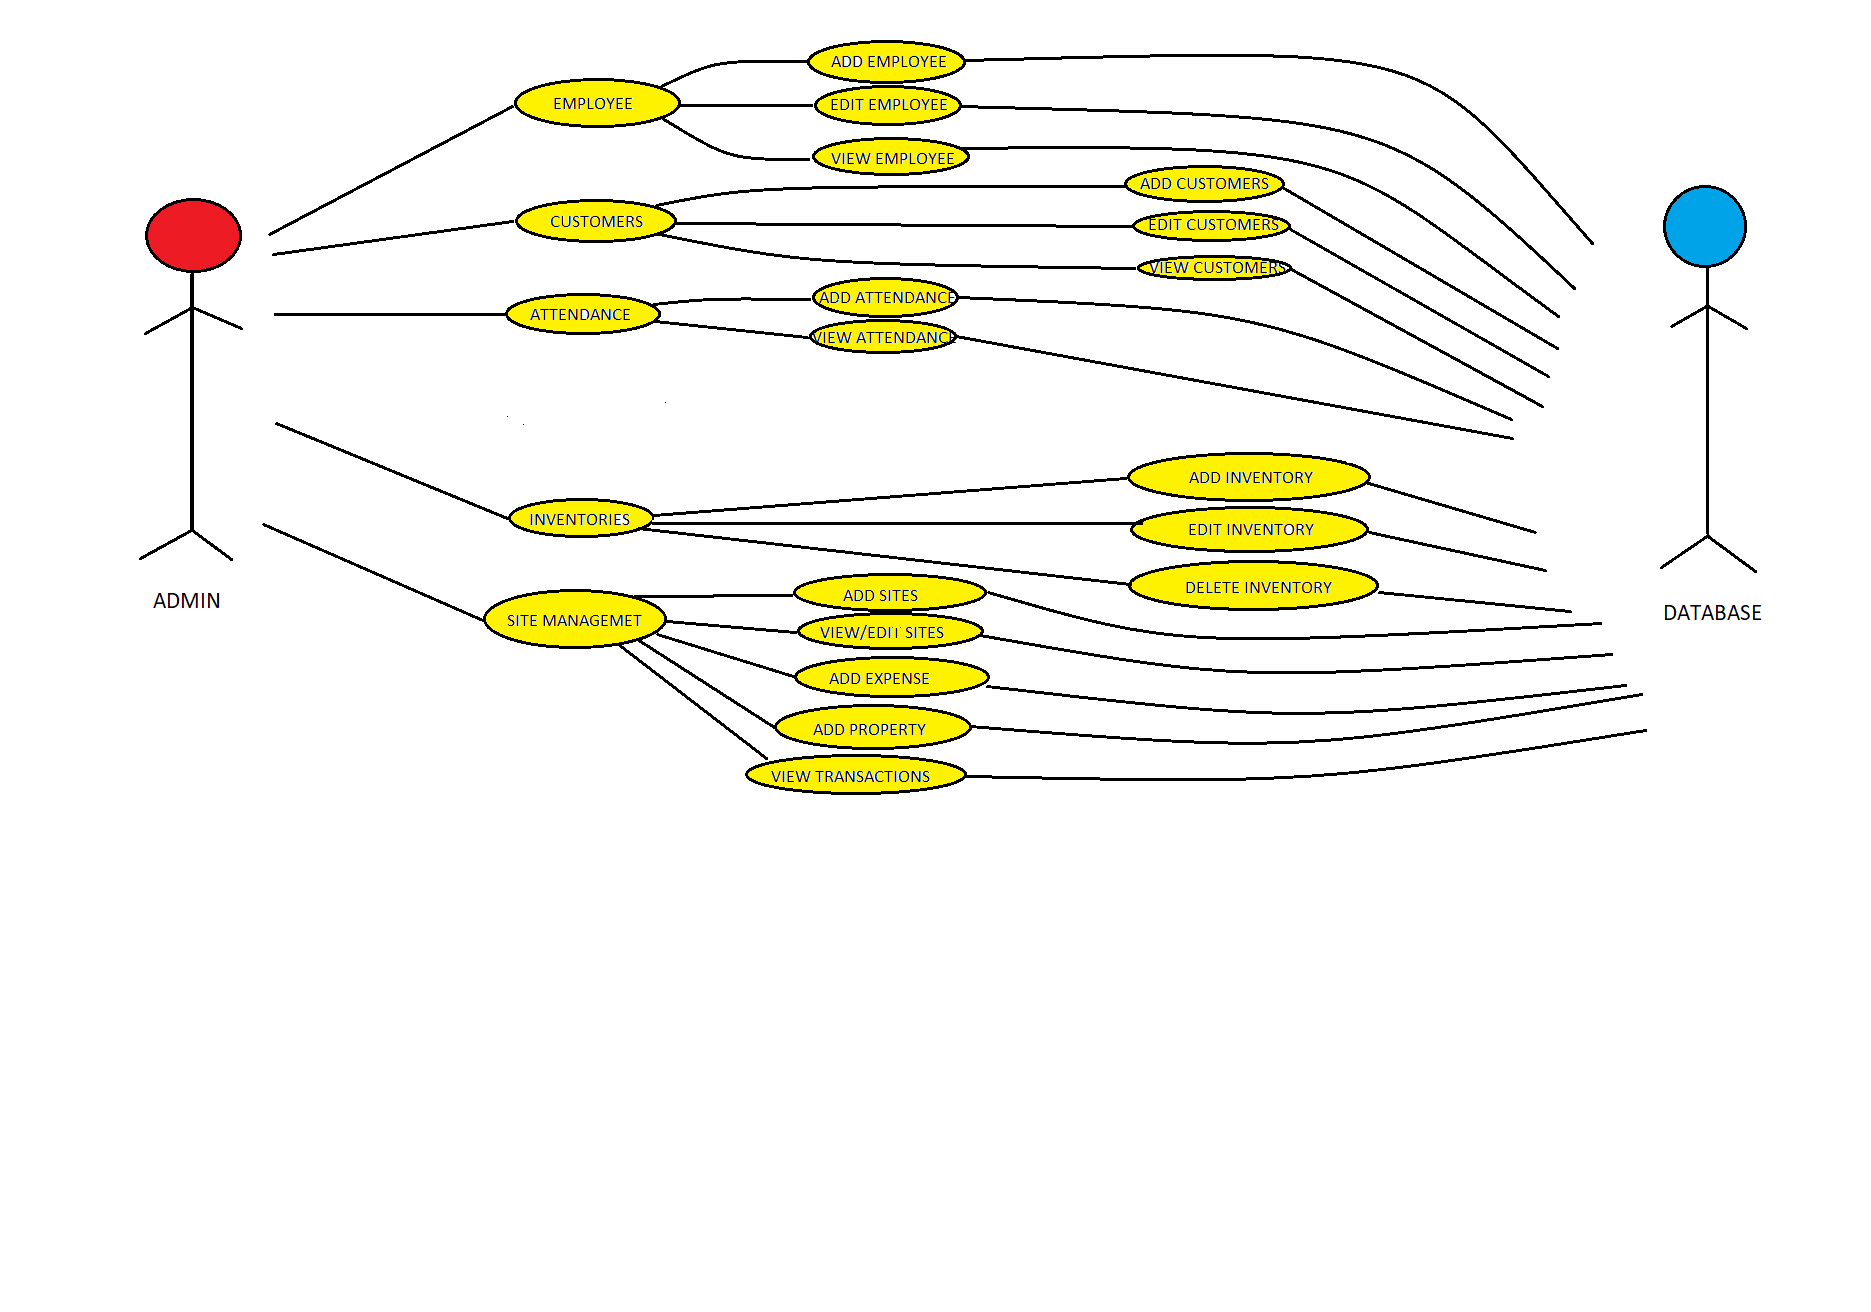 ADD EMPLOYEE
EMPLOYEE
EDIT EMPLOYEE
VIEW EMPLOYEE
ADD CUSTOMERS
CUSTOMERS
EDIT CUSTOMERS
VIEW CUSTOMERS
ADD ATTENDANCE
ATTENDANCE
VIEW ATTENDANCE
ADD INVENTORY
INVENTORIES
EDIT INVENTORY
DELETE INVENTORY
ADD SITES
ADMIN
DATABASE
SITE MANAGEMET
VIEW/EDIT SITES
ADD EXPENSE
ADD PROPERTY
VIEW TRANSACTIONS